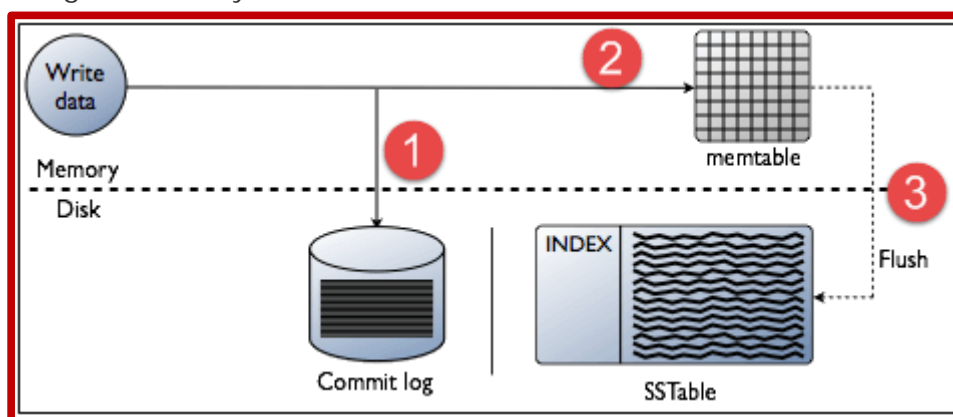 Write
data
2
1
memtable
Memory
3
Disk
INDEX
Flush
Commit log
SSTable